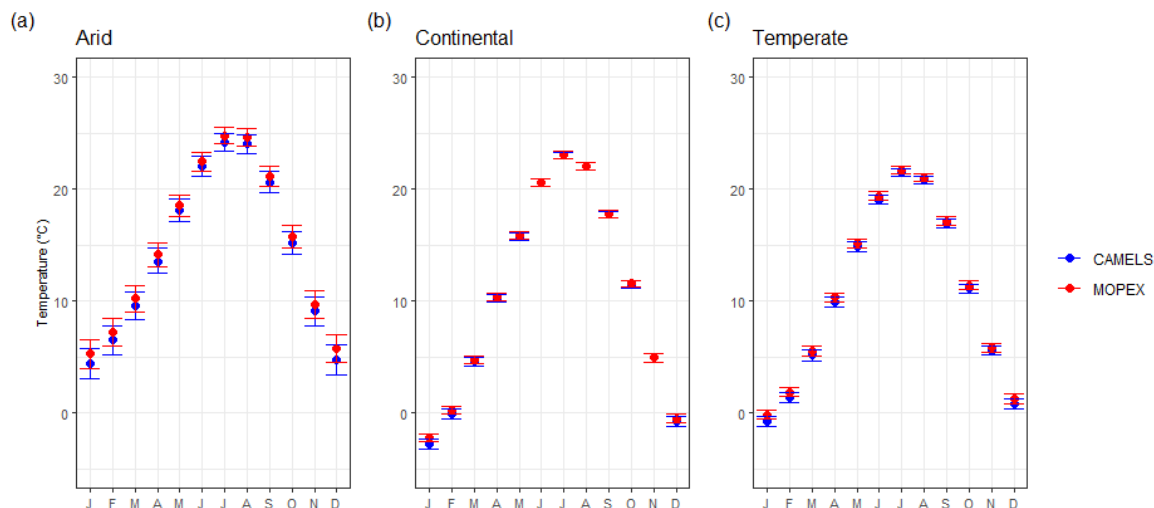 (a)
Arid
(b)
Continental
(c)
Temperate
Temperature (°C)
30
20
10
0
J F M A M J J A S O N D
30
20
10
0
J F M A M J J A S O N D
30
20
10
0
J F M A M J J A S O N D
CAMELS
MOPEX